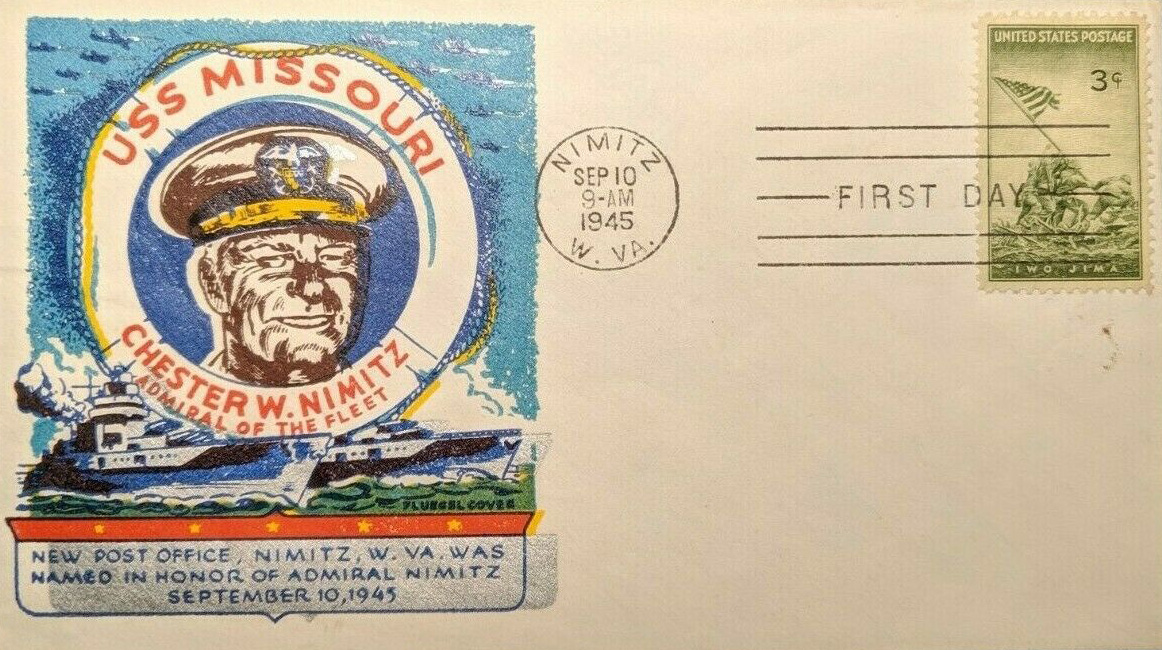 USS MISSOURI
CHESTER W. NIMITZ
ADMIRAL OF THE FLEET
FLUEGEL COVER
NEW POST OFFICE, NIMITZ, W. VA. WAS
NAMED IN HONOR OF ADMIRAL NIMITZ
SEPTEMBER 10, 1945
NIMITZ
SEP 10
9-AM
1945
W. VA.
FIRST DAY
UNITED STATES POSTAGE
3¢
IWO JIMA